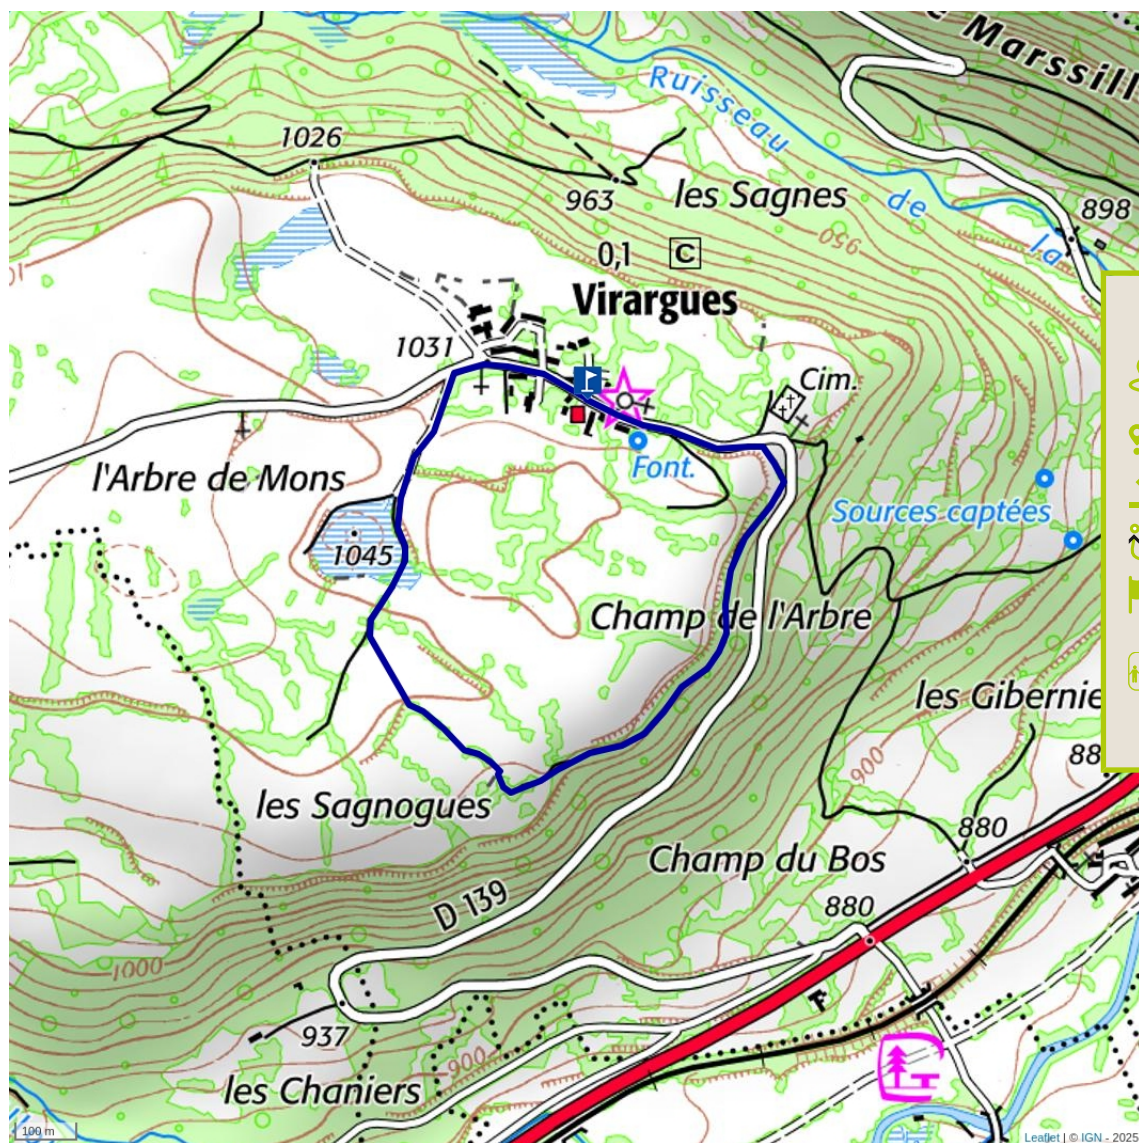 Marssill
Ruisseau
de
la
1026
963
les Sagnes
898
950
0,1 C
Virargues
1031
Cim.
l'Arbre de Mons
Font.
Sources captées
1045
Champ de l'Arbre
les Gibernie
900
88
les Sagnogues
880
Champ du Bos
880
D 139
1000
937
900
les Chaniers
100 m
Leaflet | © IGN - 2025